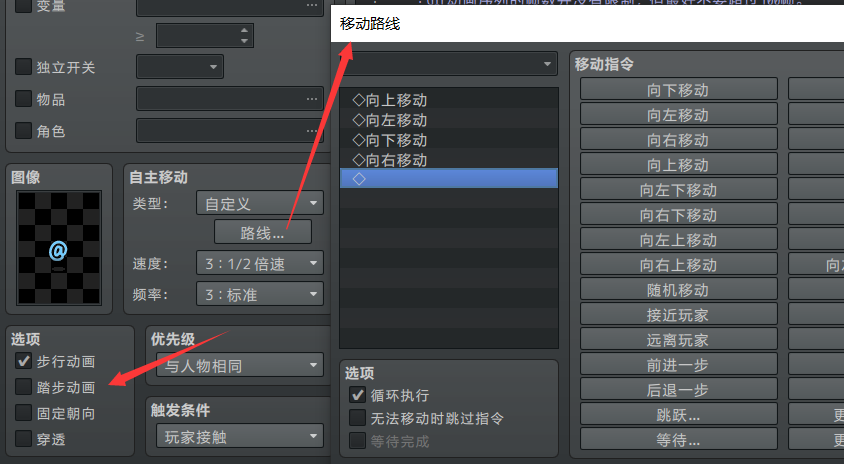 变量
移动路线
≥
独立开关
移动指令
物品
◇向上移动
向下移动
◇向左移动
向左移动
角色
◇向下移动
向右移动
◇向右移动
向上移动
◇
图像
自主移动
向左下移动
类型：
自定义
向右下移动
@
路线...
向左上移动
速度：
3：1/2 倍速
向右上移动
频率：
3：标准
随机移动
接近玩家
选项
优先级
远离玩家
步行动画
与人物相同
前进一步
踏步动画
选项
后退一步
固定朝向
触发条件
循环执行
跳跃...
穿透
玩家接触
无法移动时跳过指令
等待...
等待完成